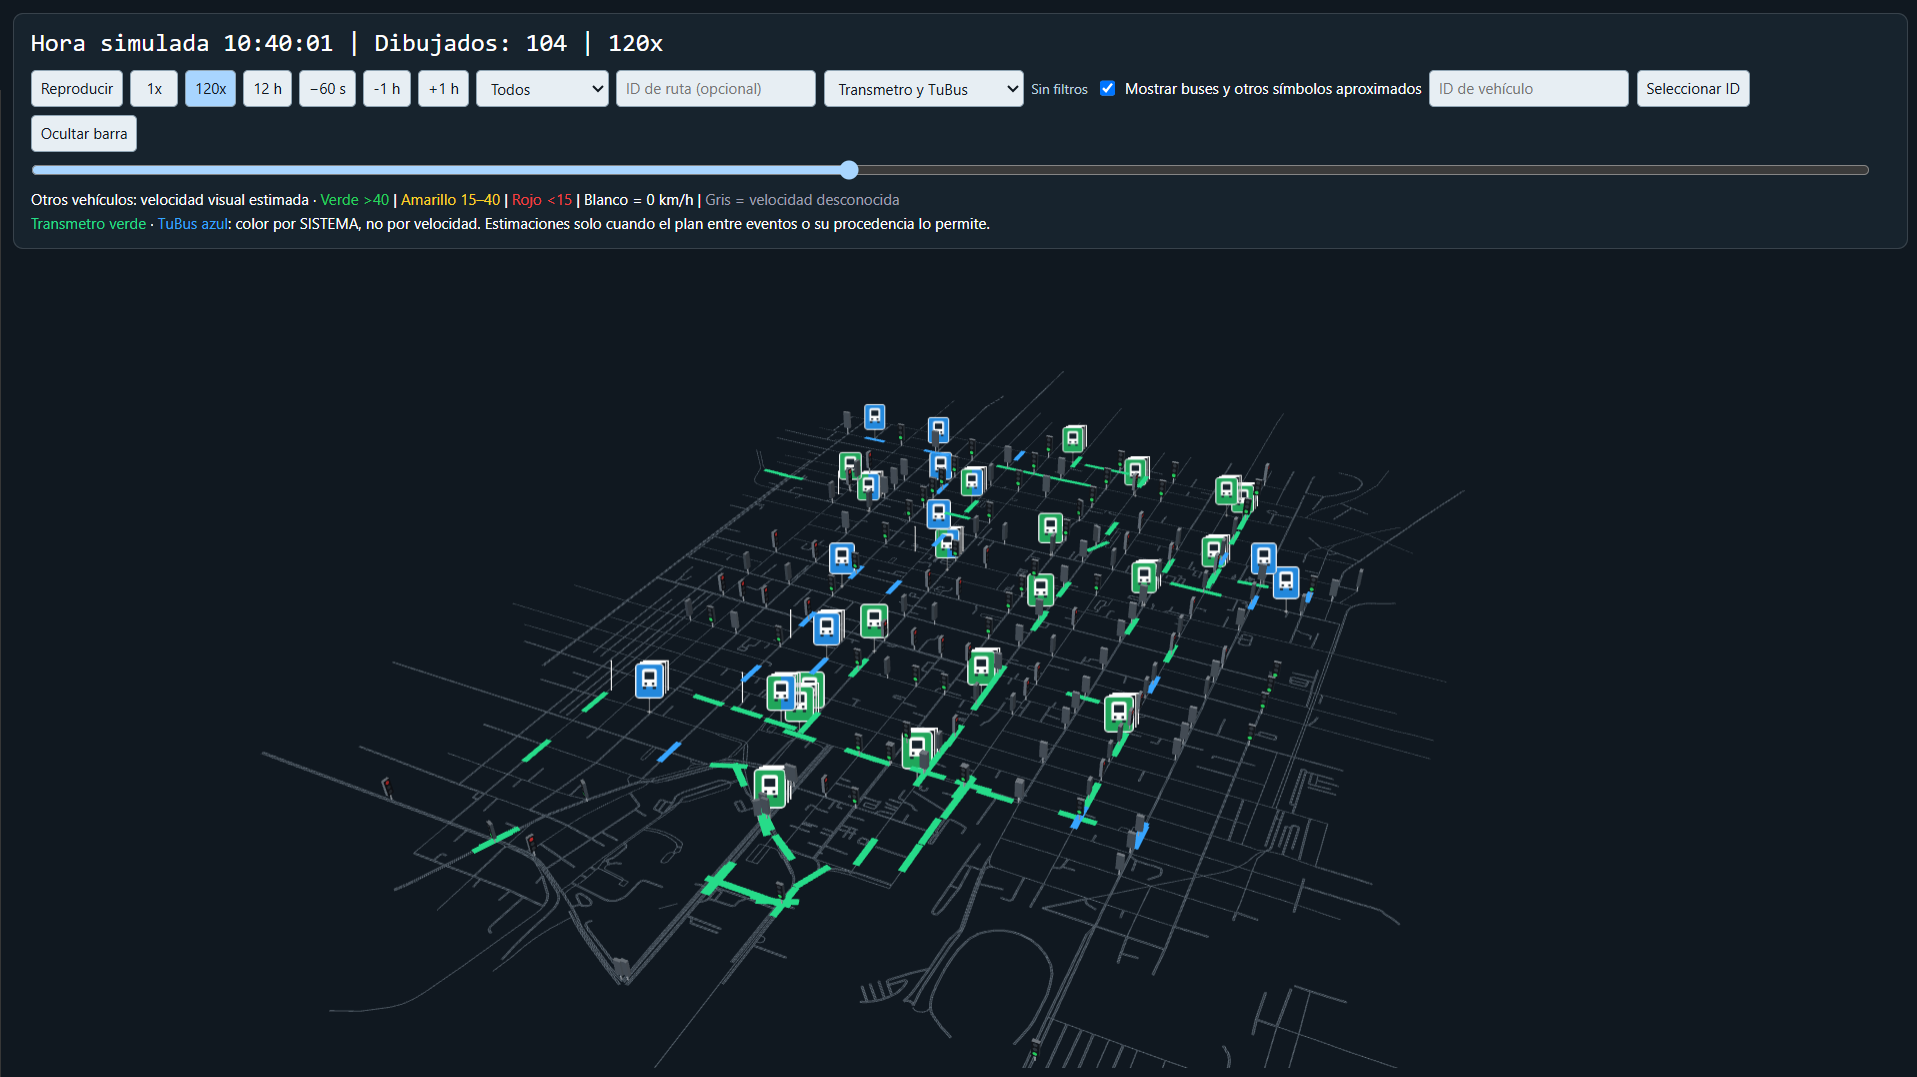 Hora simulada 10:40:01 | Dibujados: 104 | 120x
Reproducir 1x 120x 12 h −60 s -1 h +1 h Todos ID de ruta (opcional) Transmetro y TuBus Sin filtros Mostrar buses y otros símbolos aproximados ID de vehículo Seleccionar ID
Ocultar barra
Otros vehículos: velocidad visual estimada · Verde >40 | Amarillo 15–40 | Rojo <15 | Blanco = 0 km/h | Gris = velocidad desconocida
Transmetro verde · TuBus azul: color por SISTEMA, no por velocidad. Estimaciones solo cuando el plan entre eventos o su procedencia lo permite.